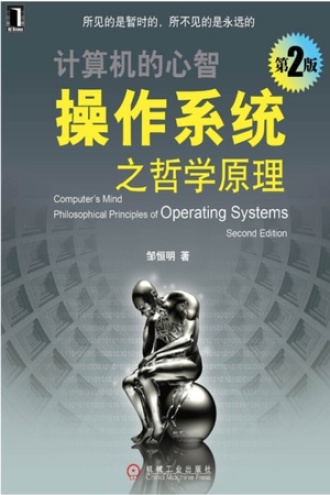 所见的是暂时的，所不见的是永远的
计算机的心智
第2版
操作系统
之哲学原理
Computer's Mind
Philosophical Principles of Operating Systems
Second Edition
邹恒明 著
机械工业出版社
China Machine Press